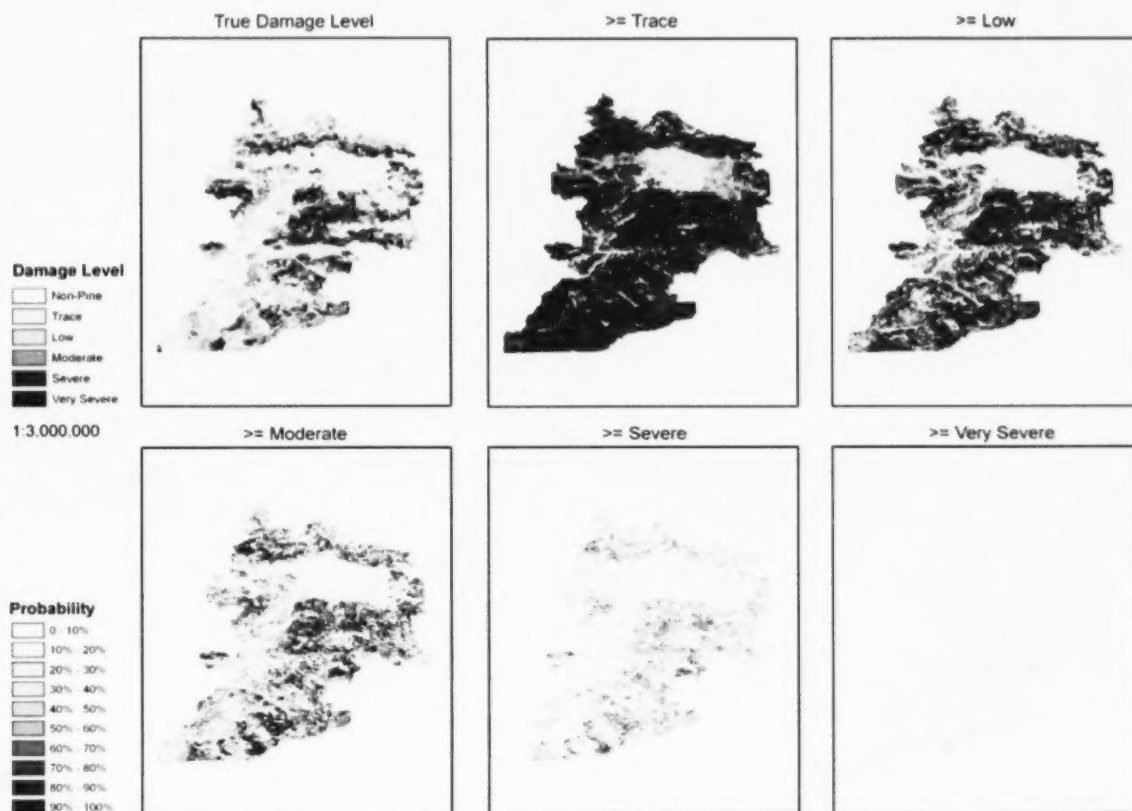 True Damage Level
>= Trace
>= Low
Damage Level
Non-Pine
Trace
Low
Moderate
Severe
Very Severe
1:3.000.000
>= Moderate
>= Severe
>= Very Severe
Probability
0 - 10%
10% - 20%
20% - 30%
30% - 40%
40% - 50%
50% - 60%
60% - 70%
70% - 80%
80% - 90%
90% - 100%